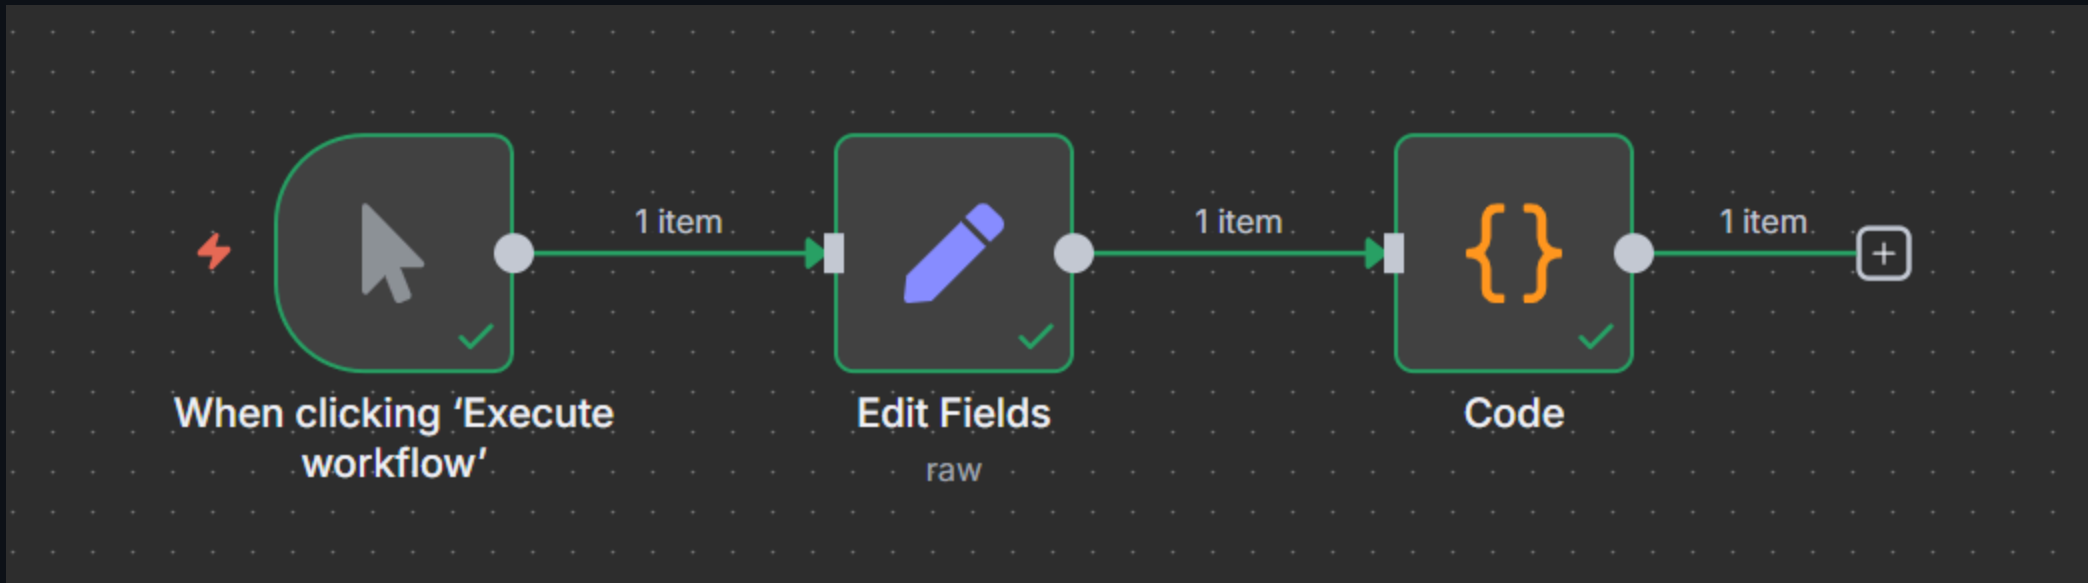 1 item
1 item
1 item
{}
When clicking ‘Execute
workflow’
Edit Fields
raw
Code